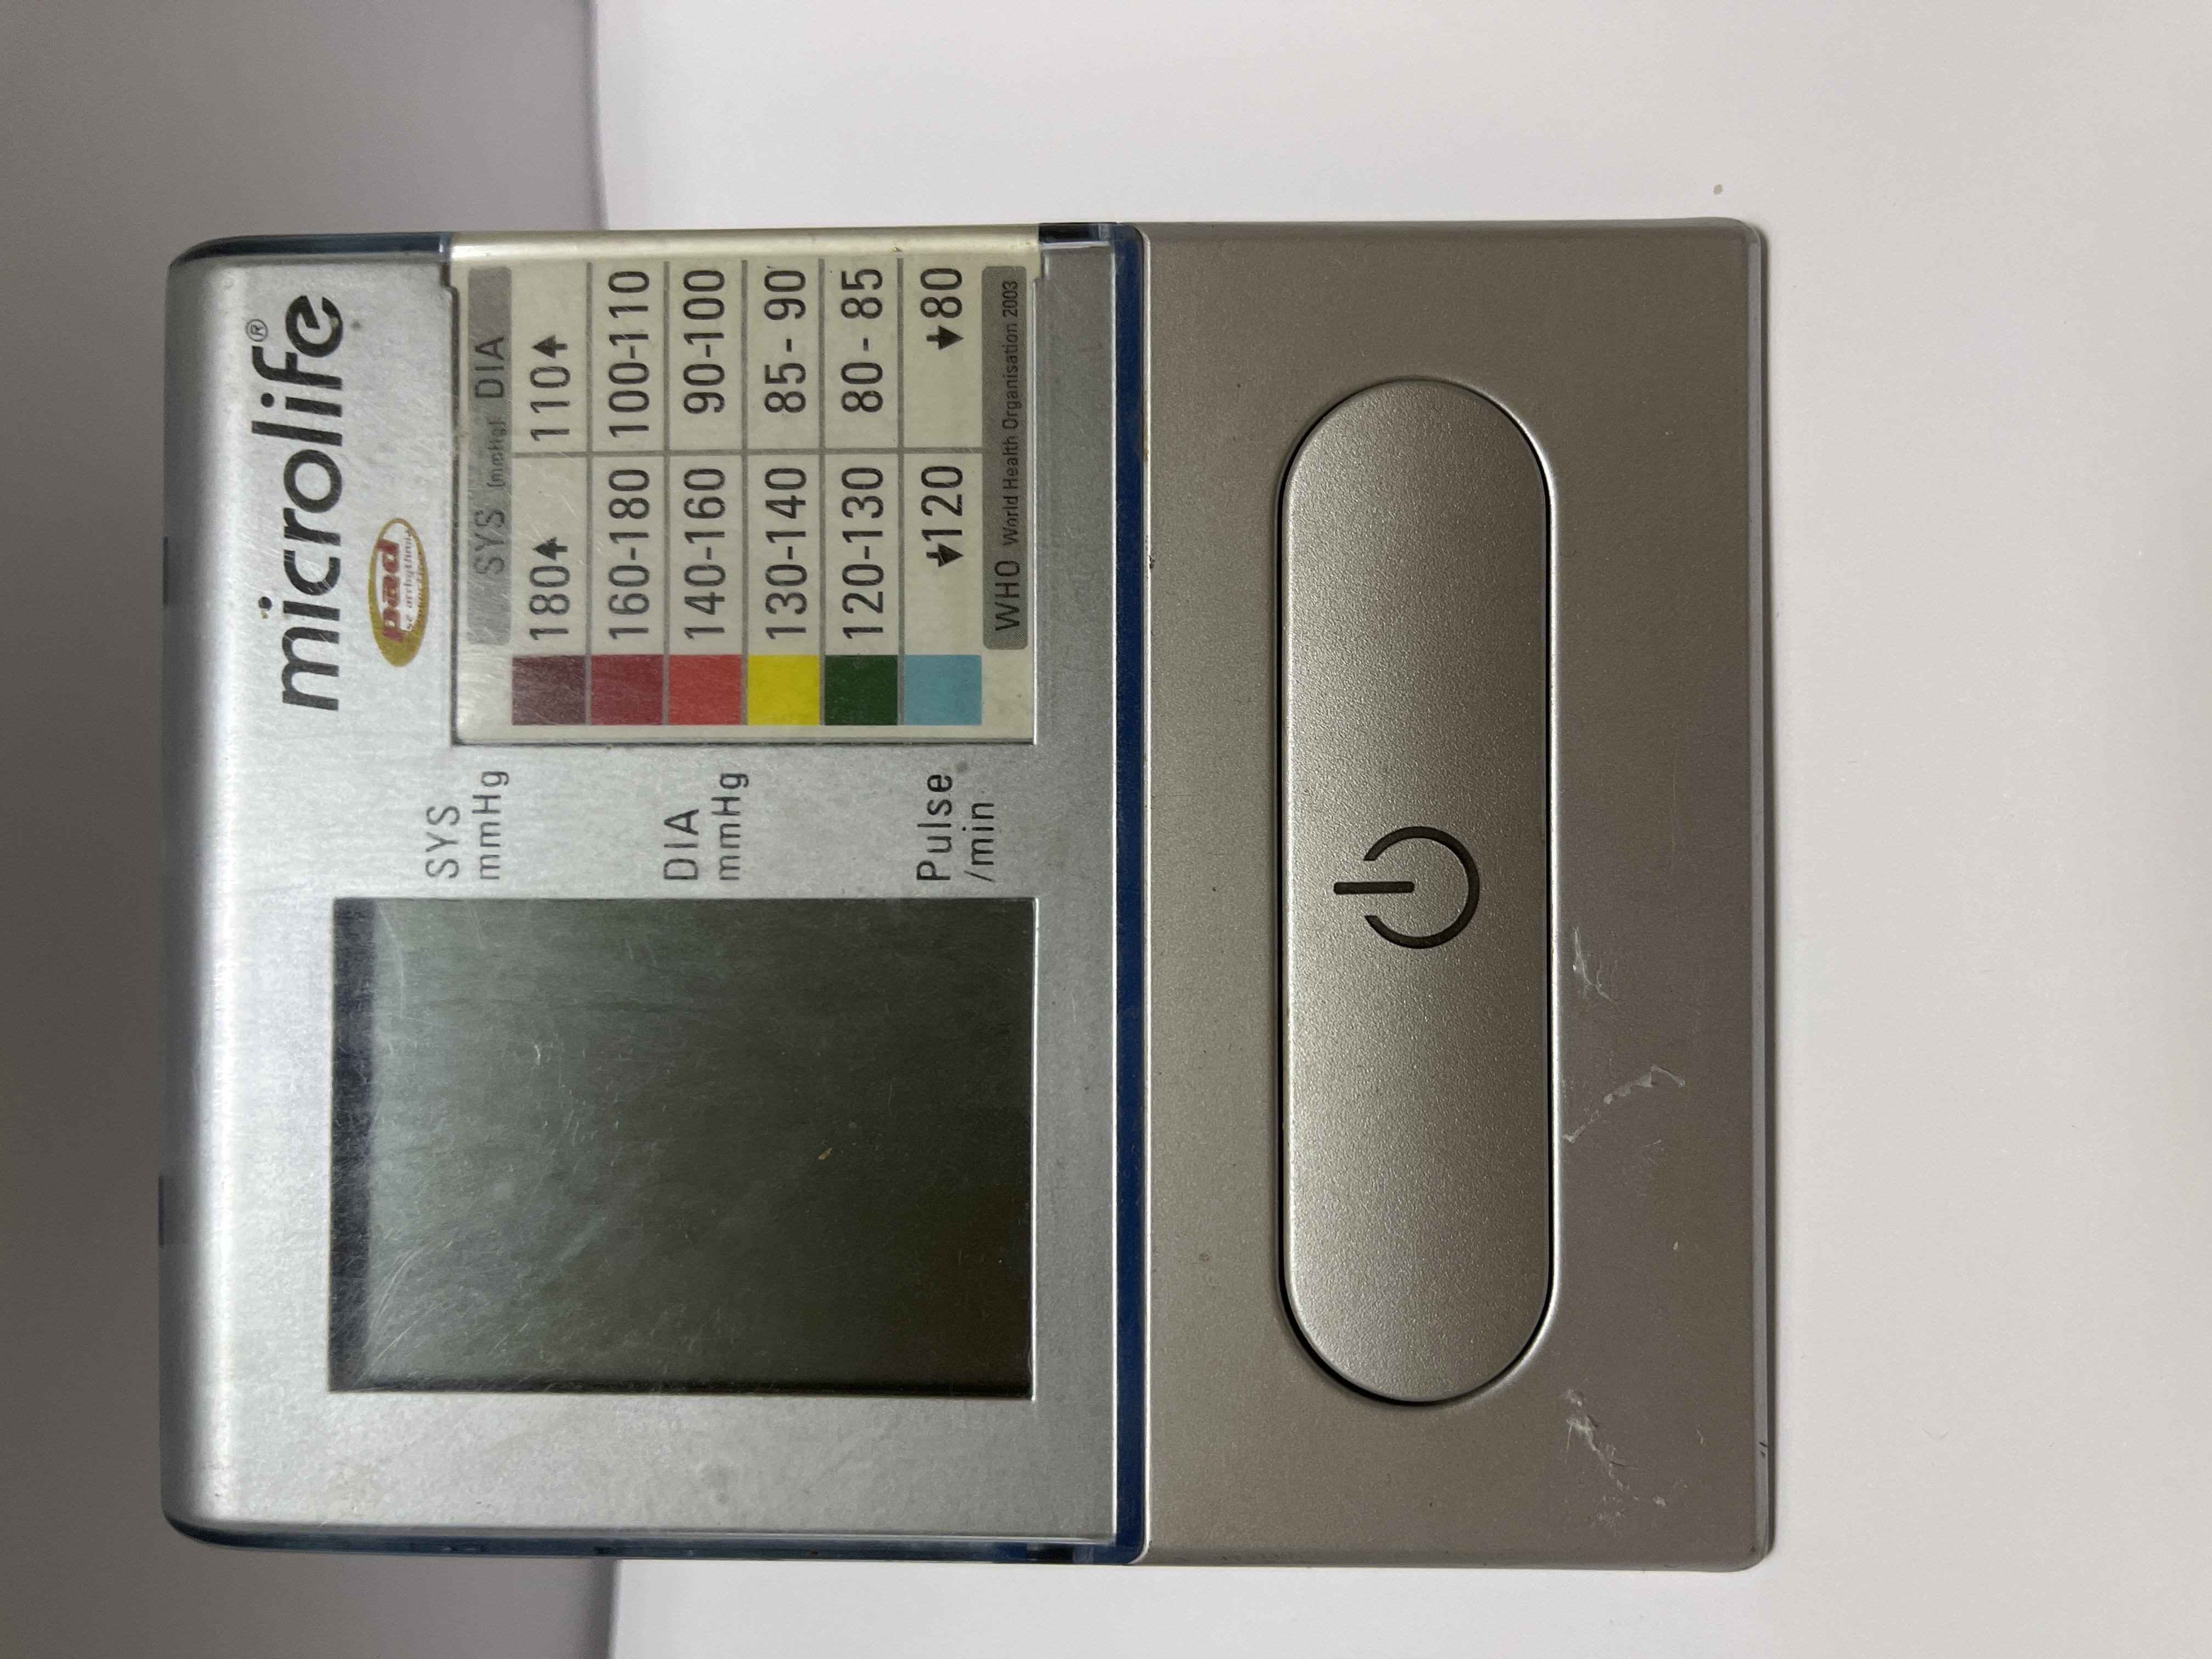 microlife®
pad
SYS (mmHg) DIA
180↑ 110↑
160-180 100-110
140-160 90-100
130-140 85-90
120-130 80-85
↓120 ↓80
WHO World Health Organisation 2003
SYS
mmHg
DIA
mmHg
Pulse
/min